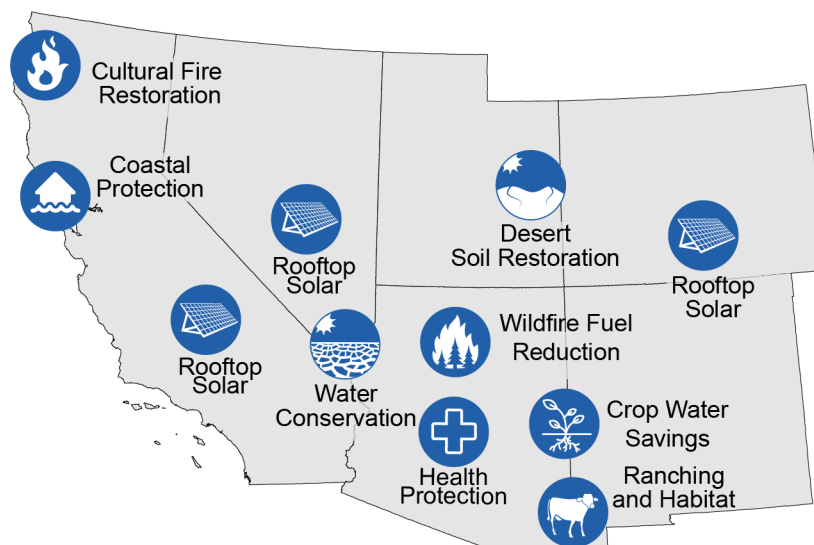 Cultural Fire
Restoration
Coastal
Protection
Rooftop
Solar
Desert
Soil Restoration
Rooftop
Solar
Rooftop
Solar
Wildfire Fuel
Reduction
Water
Conservation
Crop Water
Savings
Health
Protection
Ranching
and Habitat